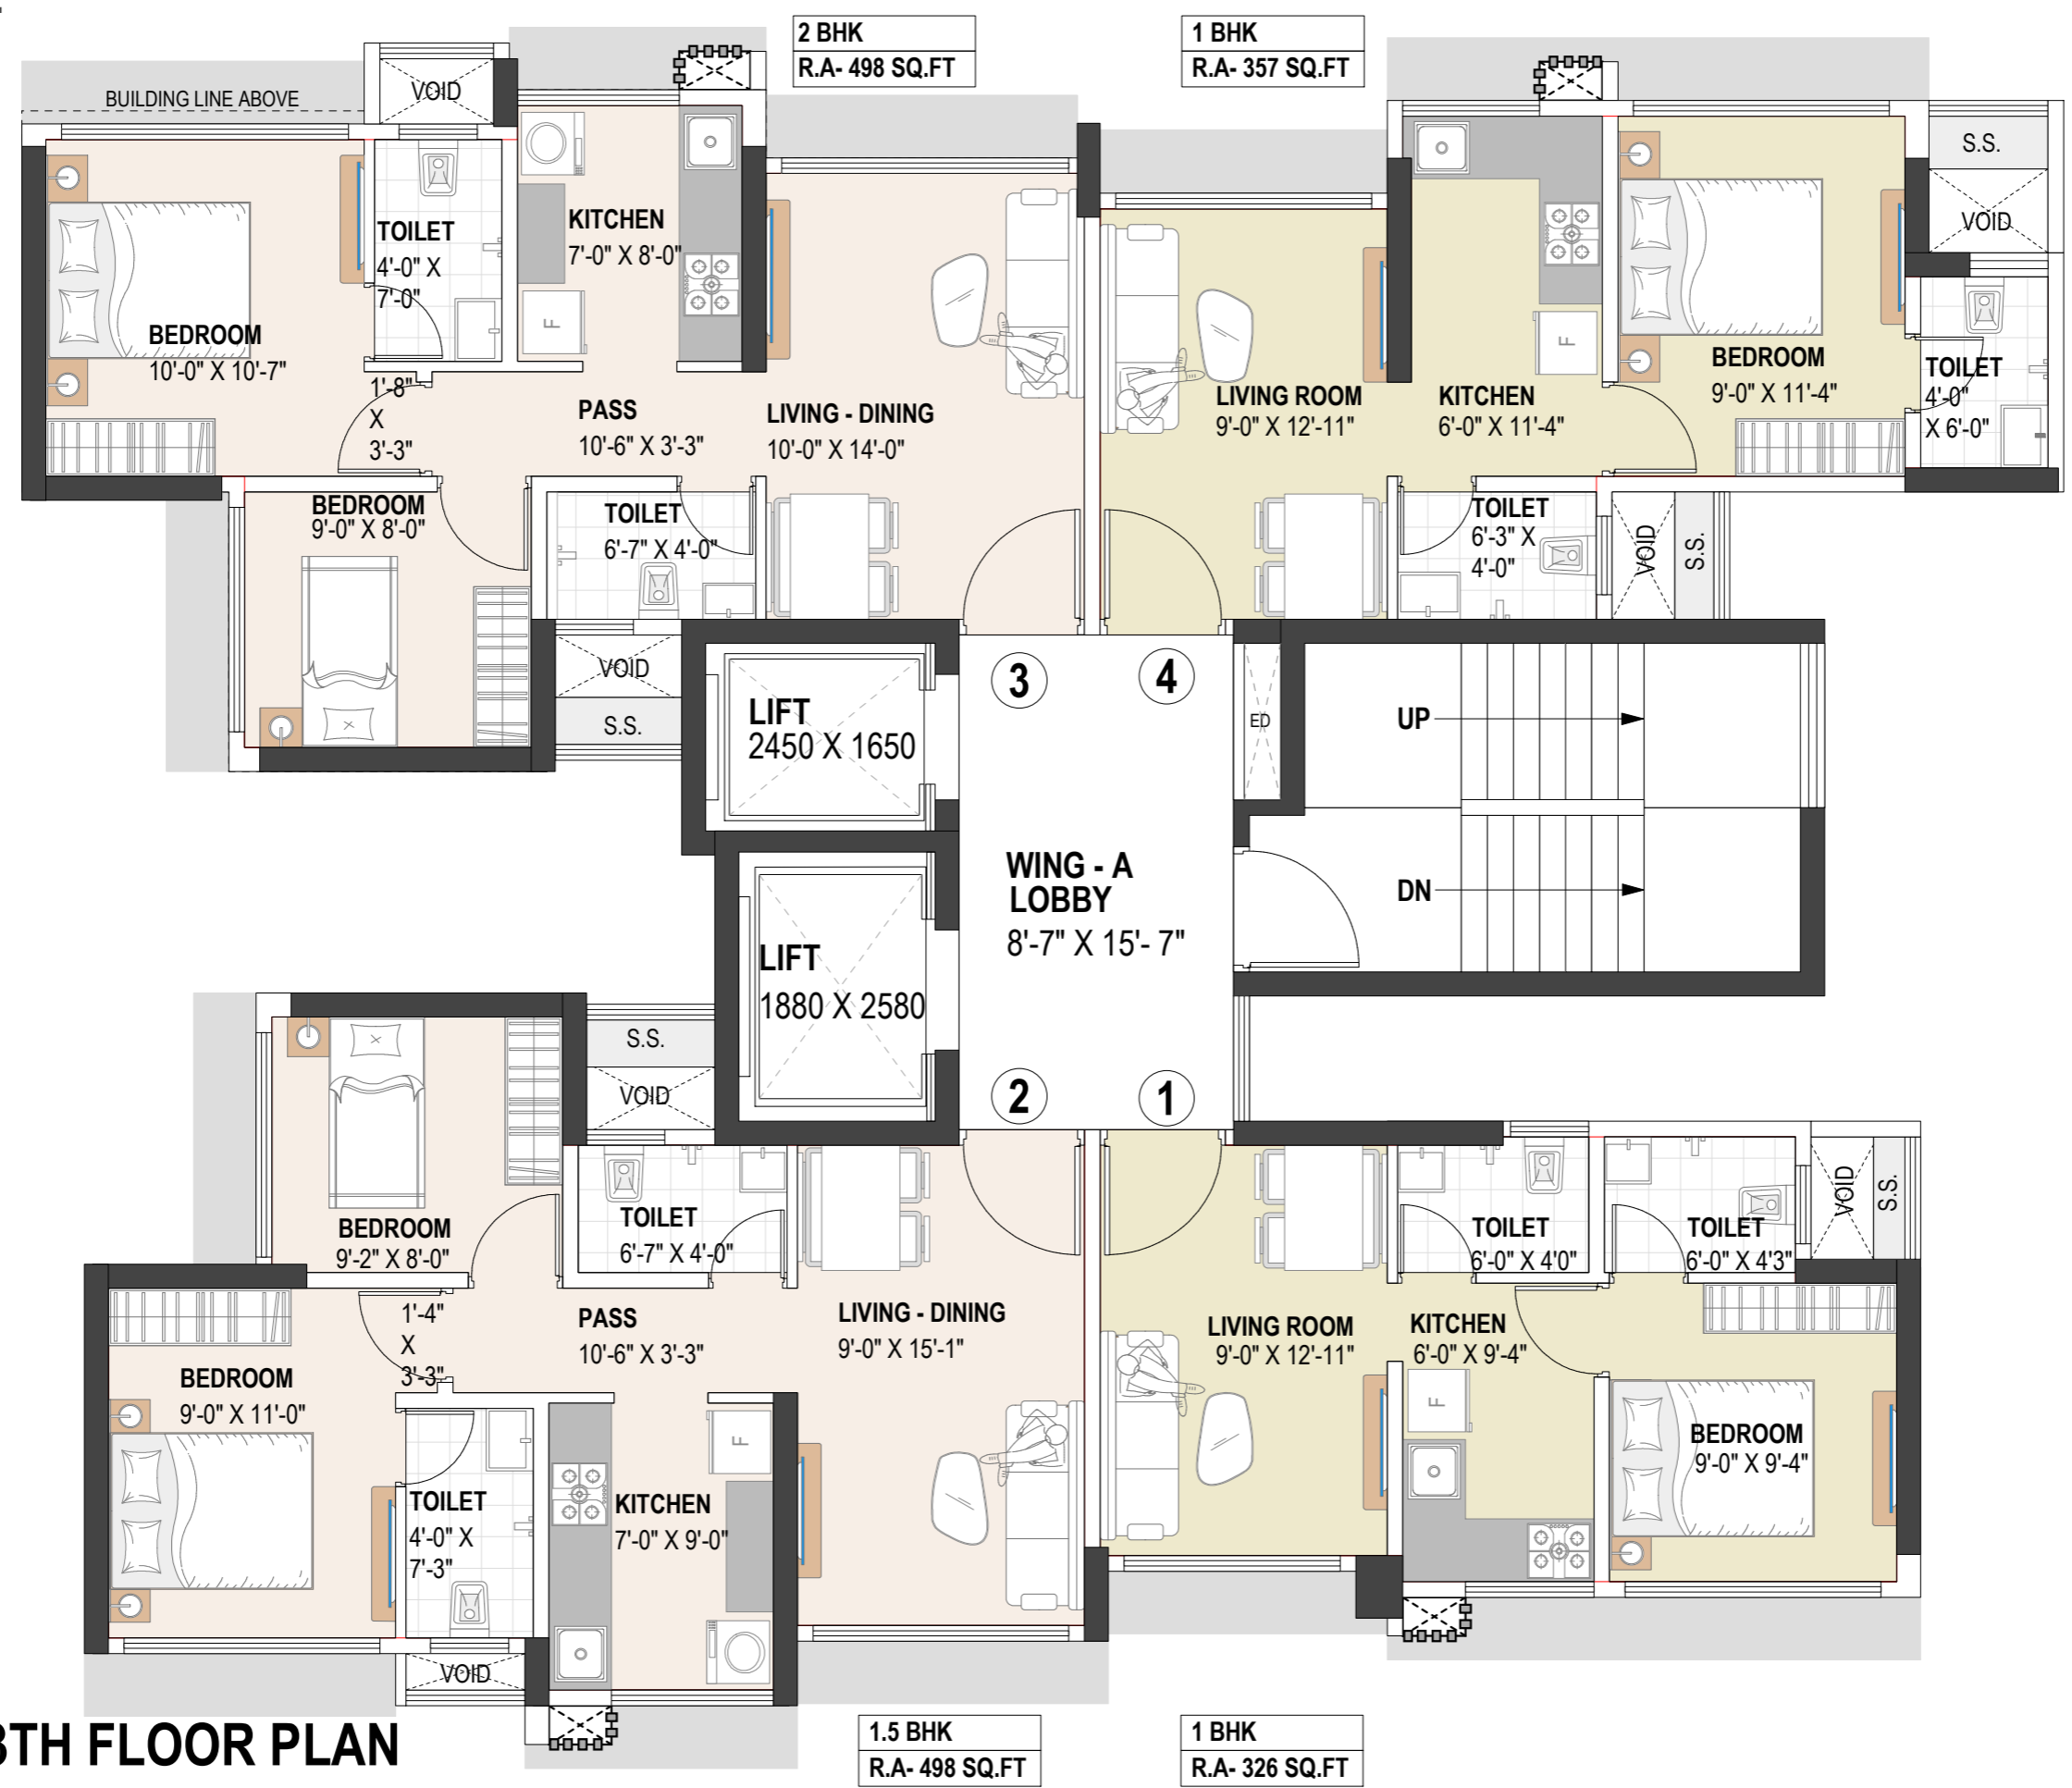 2 BHK
R.A- 498 SQ.FT
1 BHK
R.A- 357 SQ.FT
BUILDING LINE ABOVE
VOID
S.S.
VOID
TOILET
4'-0" X
7'-0"
KITCHEN
7'-0" X 8'-0"
F
BEDROOM
10'-0" X 10'-7"
1'-8"
X
3'-3"
PASS
10'-6" X 3'-3"
LIVING - DINING
10'-0" X 14'-0"
LIVING ROOM
9'-0" X 12'-11"
KITCHEN
6'-0" X 11'-4"
F
BEDROOM
9'-0" X 11'-4"
TOILET
4'-0"
X 6'-0"
BEDROOM
9'-0" X 8'-0"
TOILET
6'-7" X 4'-0"
TOILET
6'-3" X
4'-0"
VOID
S.S.
VOID
S.S.
LIFT
2450 X 1650
3
4
ED
UP
DN
WING - A
LOBBY
8'-7" X 15'- 7"
LIFT
1880 X 2580
2
1
S.S.
VOID
BEDROOM
9'-2" X 8'-0"
TOILET
6'-7" X 4'-0"
TOILET
6'-0" X 4'0"
TOILET
6'-0" X 4'3"
VOID
S.S.
1'-4"
X
3'-3"
PASS
10'-6" X 3'-3"
LIVING - DINING
9'-0" X 15'-1"
LIVING ROOM
9'-0" X 12'-11"
KITCHEN
6'-0" X 9'-4"
F
BEDROOM
9'-0" X 11'-0"
BEDROOM
9'-0" X 9'-4"
TOILET
4'-0" X
7'-3"
KITCHEN
7'-0" X 9'-0"
F
VOID
1.5 BHK
R.A- 498 SQ.FT
1 BHK
R.A- 326 SQ.FT
TH FLOOR PLAN